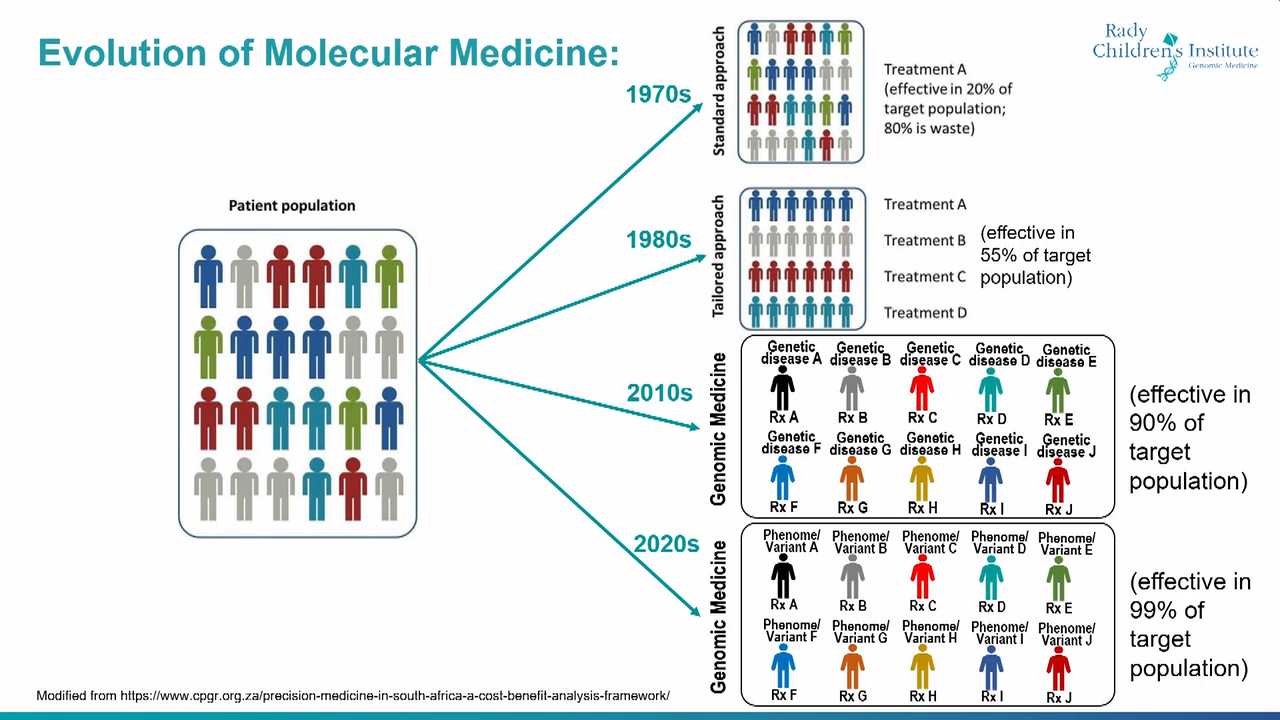 Evolution of Molecular Medicine:
Rady
Children's Institute
Genomic Medicine
Patient population
1970s
Standard approach
Treatment A
(effective in 20% of
target population;
80% is waste)
1980s
Tailored approach
Treatment A
Treatment B
Treatment C
Treatment D
(effective in
55% of target
population)
2010s
Genomic Medicine
Genetic disease A
Genetic disease B
Genetic disease C
Genetic disease D
Genetic disease E
Rx A
Rx B
Rx C
Rx D
Rx E
Genetic disease F
Genetic disease G
Genetic disease H
Genetic disease I
Genetic disease J
Rx F
Rx G
Rx H
Rx I
Rx J
(effective in
90% of
target
population)
2020s
Genomic Medicine
Phenome/ Variant A
Phenome/ Variant B
Phenome/ Variant C
Phenome/ Variant D
Phenome/ Variant E
Rx A
Rx B
Rx C
Rx D
Rx E
Phenome/ Variant F
Phenome/ Variant G
Phenome/ Variant H
Phenome/ Variant I
Phenome/ Variant J
Rx F
Rx G
Rx H
Rx I
Rx J
(effective in
99% of
target
population)
Modified from https://www.cpgr.org.za/precision-medicine-in-south-africa-a-cost-benefit-analysis-framework/